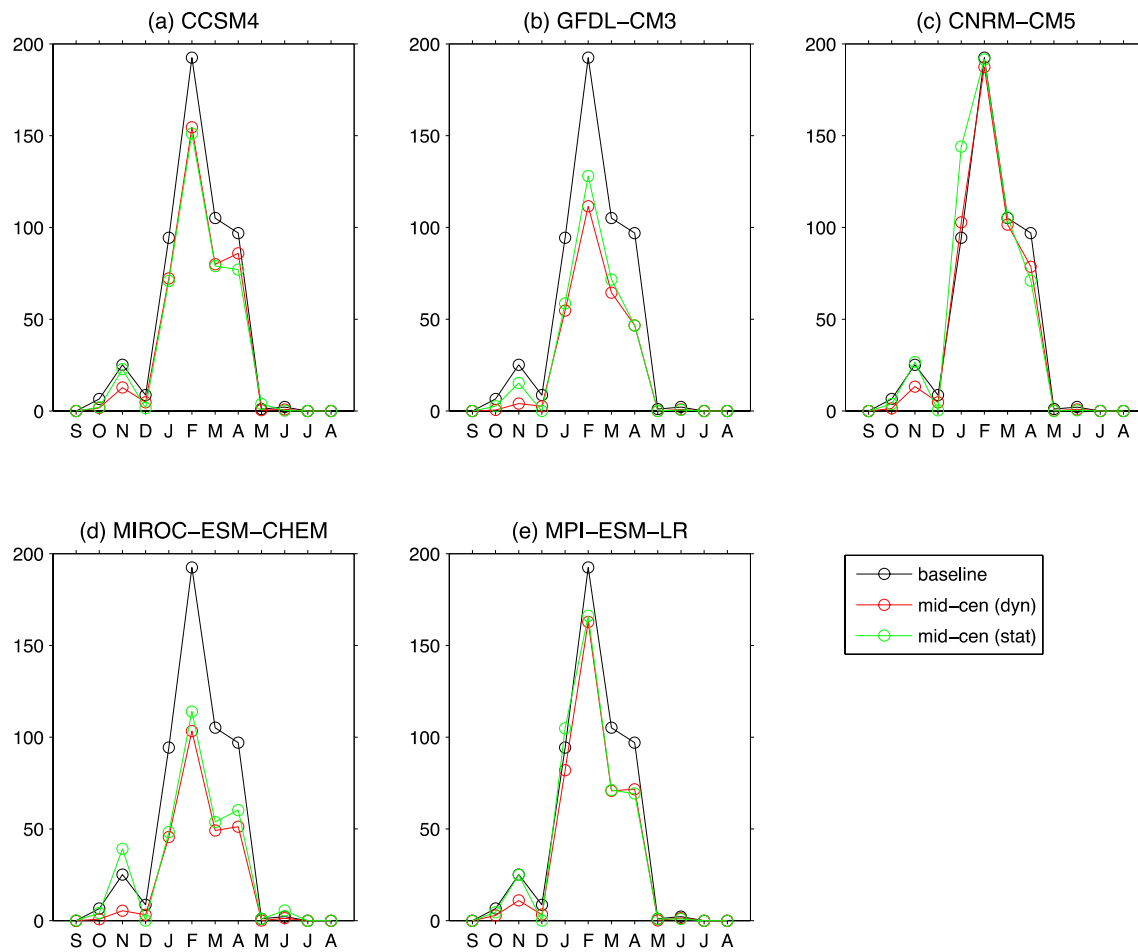 (a) CCSM4
200
150
100
50
0
S O N D J F M A M J J A
(b) GFDL−CM3
200
150
100
50
0
S O N D J F M A M J J A
(c) CNRM−CM5
200
150
100
50
0
S O N D J F M A M J J A
(d) MIROC−ESM−CHEM
200
150
100
50
0
S O N D J F M A M J J A
(e) MPI−ESM−LR
200
150
100
50
0
S O N D J F M A M J J A
baseline
mid−cen (dyn)
mid−cen (stat)